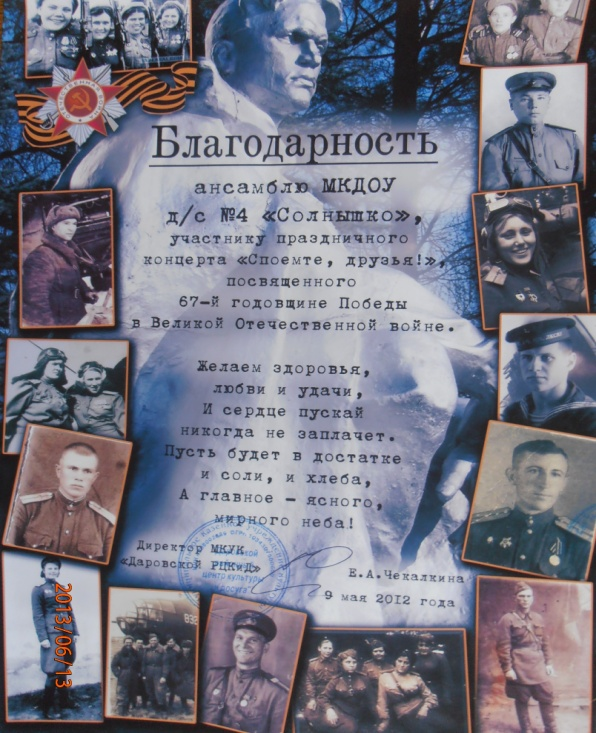 Благодарность
ансамблю МКДОУ
д/с №4 «Солнышко»,
участнику праздничного
концерта «Споемте, друзья!»,
посвященного
67-й годовщине Победы
в Великой Отечественной войне.
Желаем здоровья,
любви и удачи,
И сердце пускай
никогда не заплачет.
Пусть будет в достатке
и соли, и хлеба,
А главное – ясного,
мирного неба!
Директор МКУК
«Даровской РЦКиД»
Е.А.Чекалкина
9 мая 2012 года
2013/06/13